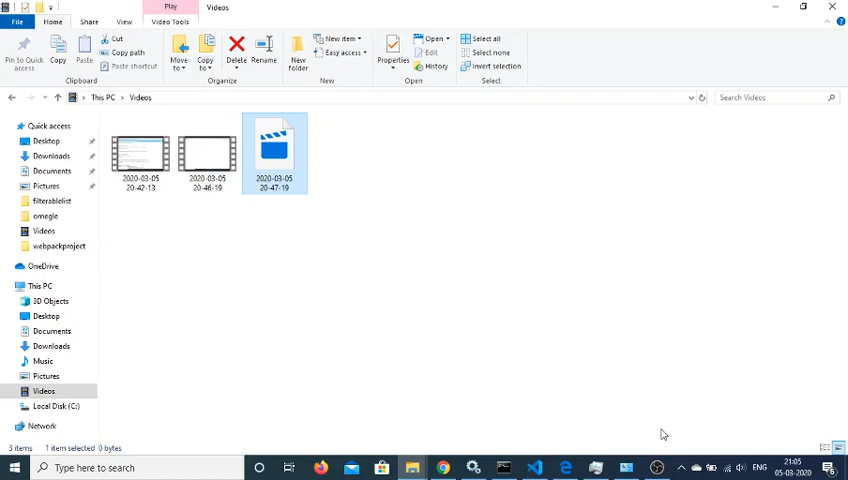 Play
Videos
File
Home
Share
View
Video Tools
Pin to Quick
access
Copy
Paste
Cut
Copy path
Paste shortcut
Clipboard
Move
to
Copy
to
Delete
Rename
Organize
New
folder
New item
Easy access
New
Properties
Open
Edit
History
Open
Select all
Select none
Invert selection
Select
This PC
Videos
Search Videos
Quick access
Desktop
Downloads
Documents
Pictures
filterablelist
omegle
Videos
webpackproject
OneDrive
This PC
3D Objects
Desktop
Documents
Downloads
Music
Pictures
Videos
Local Disk (C:)
Network
2020-03-05
20-42-13
2020-03-05
20-46-19
2020-03-05
20-47-19
3 items
1 item selected 0 bytes
Type here to search
ENG
21:05
05-03-2020
6